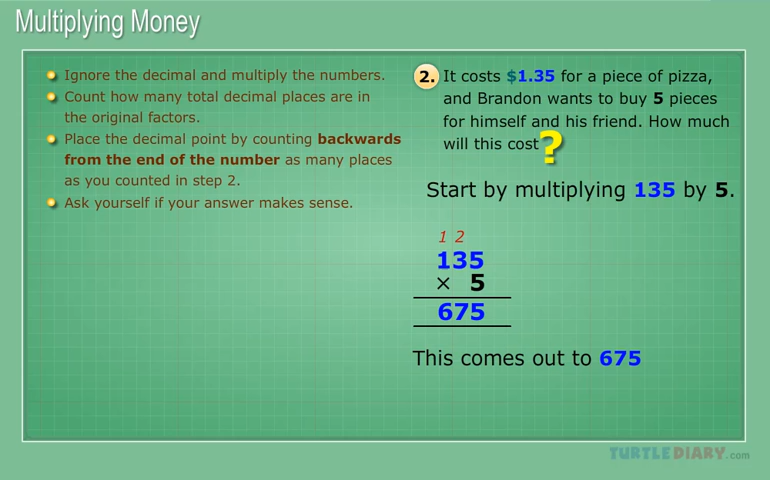 Multiplying Money
Ignore the decimal and multiply the numbers.
Count how many total decimal places are in
the original factors.
Place the decimal point by counting backwards
from the end of the number as many places
as you counted in step 2.
Ask yourself if your answer makes sense.
2. It costs $1.35 for a piece of pizza,
and Brandon wants to buy 5 pieces
for himself and his friend. How much
will this cost?
Start by multiplying 135 by 5.
1 2
135
× 5
675
This comes out to 675
TURTLEDIARY.com